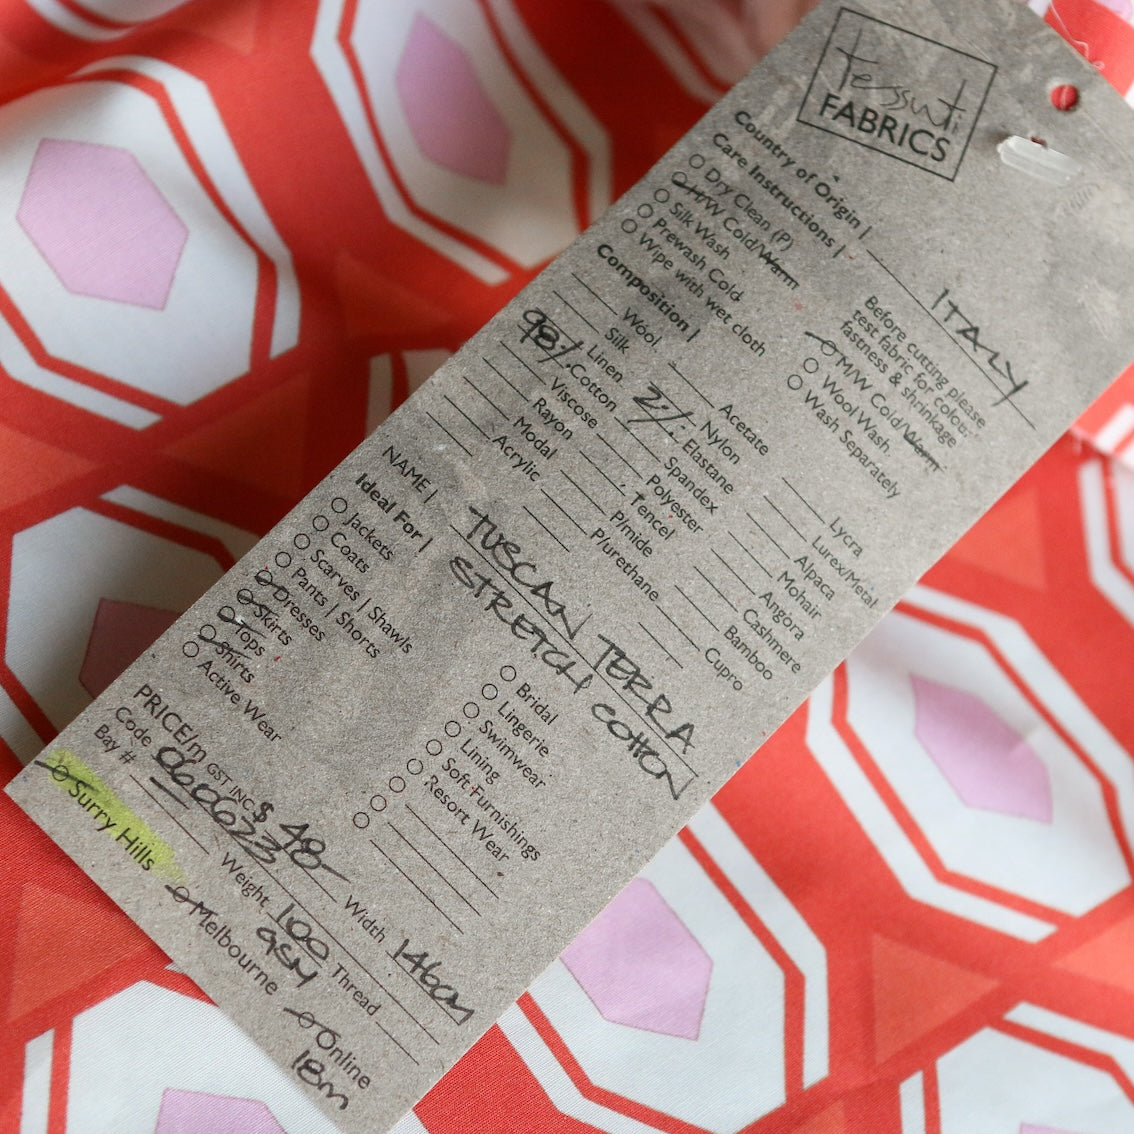 Tessuti
FABRICS
Country of Origin | ITALY
Care Instructions |
Before cutting please
test fabric for colour
fastness & shrinkage
Dry Clean (P)
H/W Cold/Warm
Silk Wash
Prewash Cold
Wipe with wet cloth
M/W Cold/Warm
Wool Wash
Wash Separately
Composition |
Wool
Silk
Linen
98% Cotton
Viscose
Rayon
Modal
Acrylic
Acetate
Nylon
2% Elastane
Spandex
Polyester
Tencel
P/mide
P/urethane
Lycra
Lurex/Metal
Alpaca
Mohair
Angora
Cashmere
Bamboo
Cupro
NAME | TUSCAN TERRA
STRETCH COTTON
Ideal For |
Jackets
Coats
Scarves | Shawls
Pants | Shorts
Dresses
Skirts
Tops
Shirts
Active Wear
Bridal
Lingerie
Swimwear
Lining
Soft Furnishings
Resort Wear
PRICE/m GST INC. $ 48- Width 146cm
Code 060623 Weight 100 GSM Thread
Bay #
Surry Hills Melbourne Online
18m